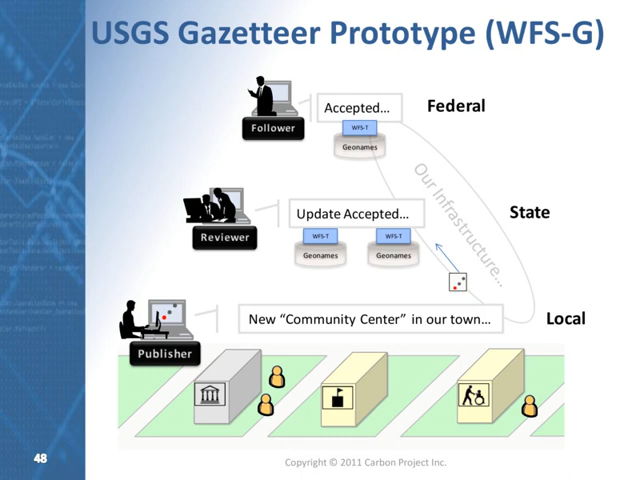 USGS Gazetteer Prototype (WFS-G)
Accepted...
Federal
Follower
WFS-T
Geonames
Our Infrastructure...
Update Accepted...
State
Reviewer
WFS-T
WFS-T
Geonames
Geonames
New “Community Center” in our town...
Local
Publisher
48
Copyright © 2011 Carbon Project Inc.